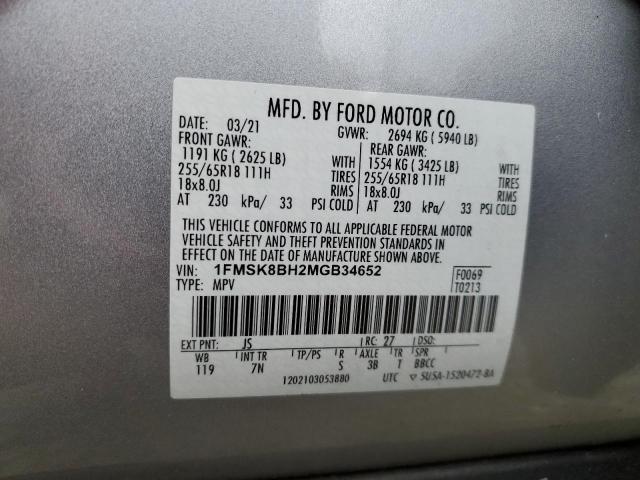 MFD. BY FORD MOTOR CO.
DATE: 03/21 GVWR: 2694 KG ( 5940 LB)
FRONT GAWR: REAR GAWR:
1191 KG ( 2625 LB) WITH 1554 KG ( 3425 LB) WITH
255/65R18 111H TIRES 255/65R18 111H TIRES
18x8.0J RIMS 18x8.0J RIMS
AT 230 kPa/ 33 PSI COLD AT 230 kPa/ 33 PSI COLD
THIS VEHICLE CONFORMS TO ALL APPLICABLE FEDERAL MOTOR
VEHICLE SAFETY AND THEFT PREVENTION STANDARDS IN
EFFECT ON THE DATE OF MANUFACTURE SHOWN ABOVE.
VIN: 1FMSK8BH2MGB34652 F0069
TYPE: MPV T0213
EXT PNT: JS RC: 27 DSO:
WB INT TR TP/PS R AXLE TR SPR
119 7N S 3B T BBCC
1202103053880 UTC ▽ 5USA-1520472-BA